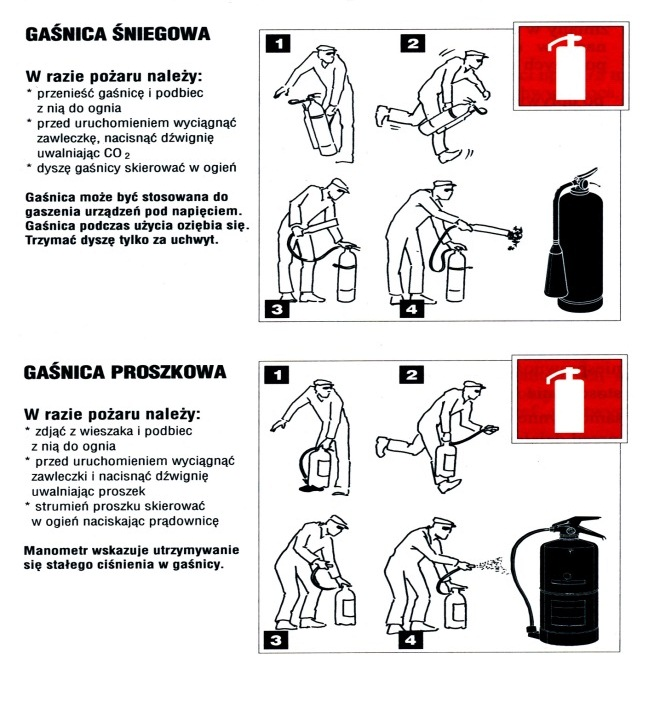 GAŚNICA ŚNIEGOWA
W razie pożaru należy:
* przenieść gaśnicę i podbiec
z nią do ognia
* przed uruchomieniem wyciągnąć
zawleczkę, nacisnąć dźwignię
uwalniając CO₂
* dyszę gaśnicy skierować w ogień
Gaśnica może być stosowana do
gaszenia urządzeń pod napięciem.
Gaśnica podczas użycia oziębia się.
Trzymać dyszę tylko za uchwyt.
1
2
3
4
GAŚNICA PROSZKOWA
W razie pożaru należy:
* zdjąć z wieszaka i podbiec
z nią do ognia
* przed uruchomieniem wyciągnąć
zawleczki i nacisnąć dźwignię
uwalniając proszek
* strumień proszku skierować
w ogień naciskając prądownicę
Manometr wskazuje utrzymywanie
się stałego ciśnienia w gaśnicy.
1
2
3
4